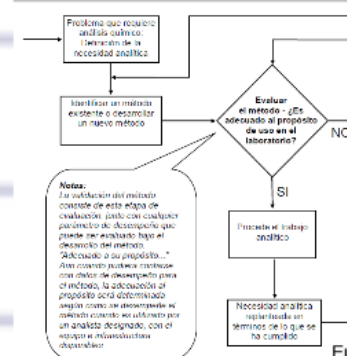 Problema que requiere
análisis químico:
Definición de la
necesidad analítica
Identificar un método
existente o desarrollar
un nuevo método
Evaluar
el método - ¿Es
adecuado al propósito
de uso en el
laboratorio?
NO
SI
Notas:
La validación del método
consiste de esta etapa de
evaluación, junto con cualquier
parámetro de desempeño que
puede ser evaluado bajo el
desarrollo del método.
"Adecuado a su propósito..."
Aun cuando pudiera contarse
con datos de desempeño para
el método, la adecuación al
propósito será determinada
según como se desempeñe el
método cuando es utilizado por
un analista designado, con el
equipo e infraestructura
disponibles:
Procede el trabajo
analítico
Necesidad analítica
replanteada en
términos de lo que se
ha cumplido